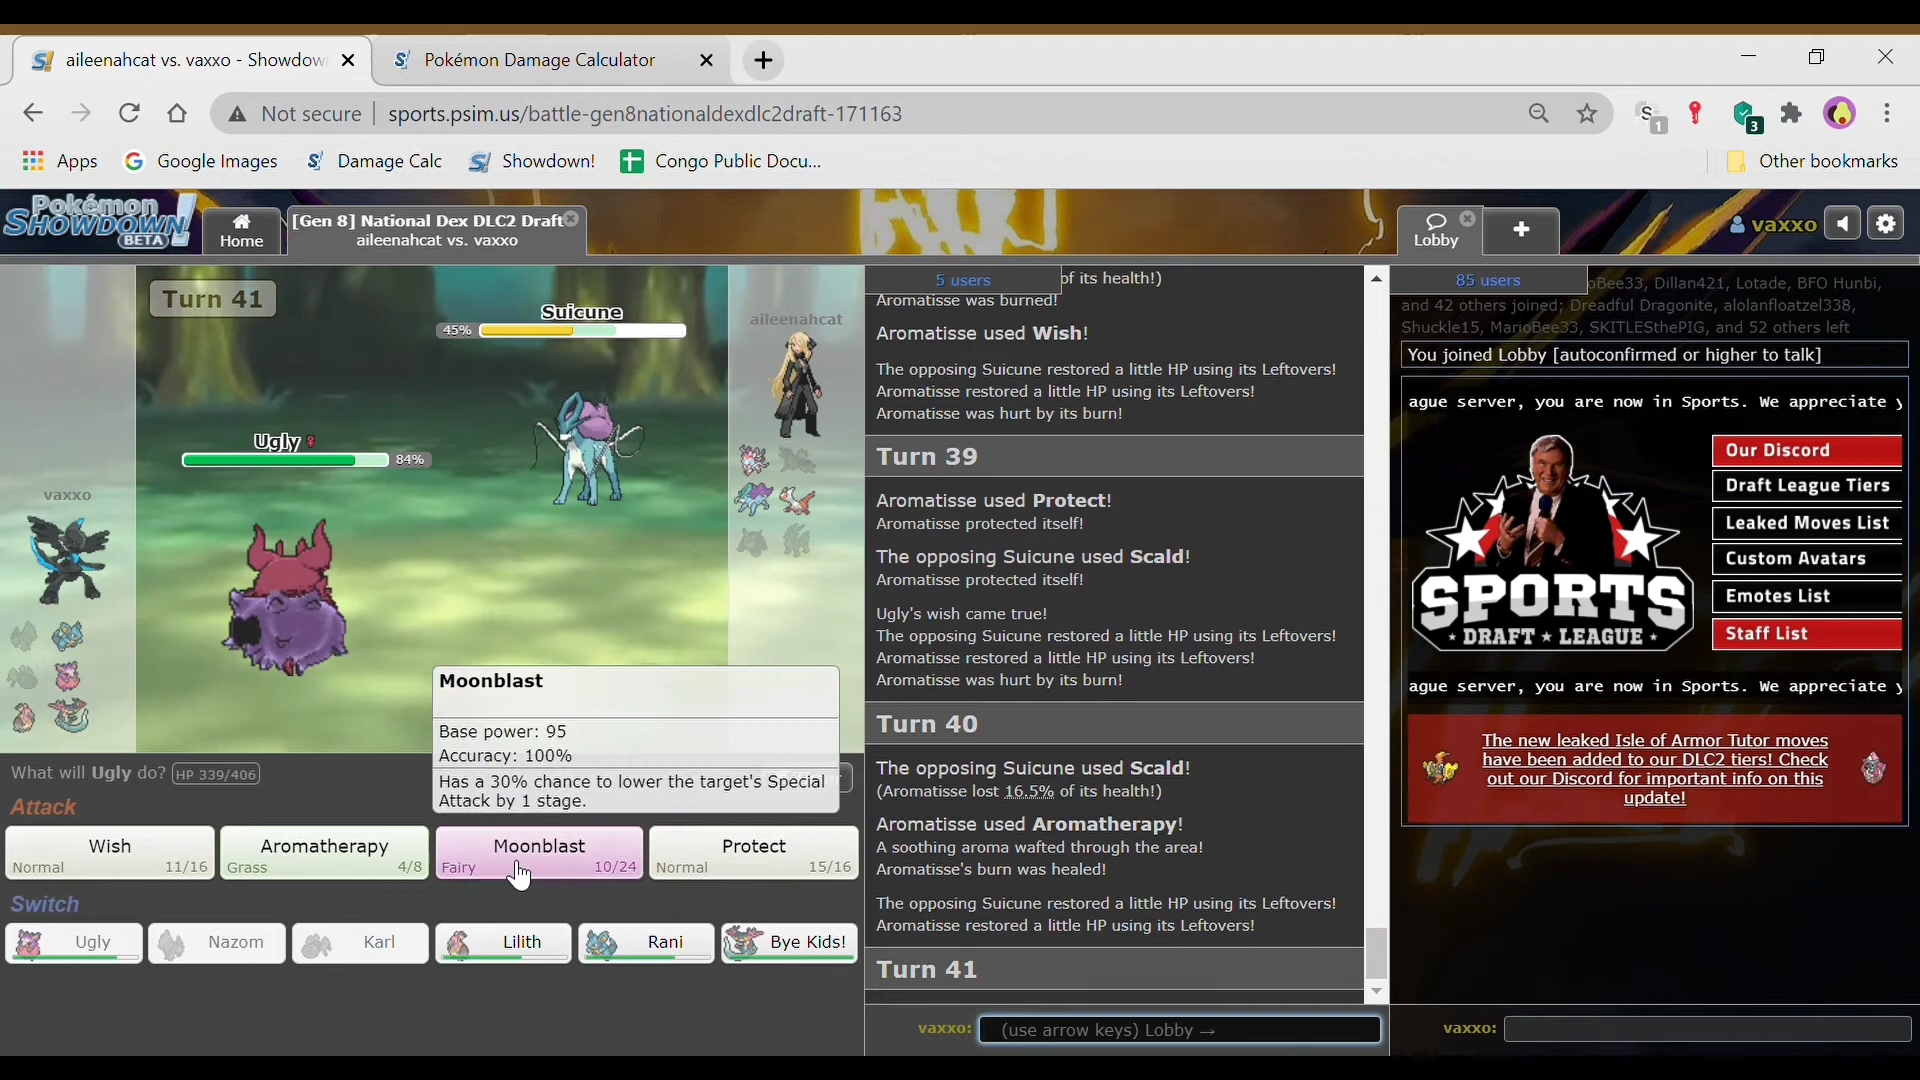 aileenahcat vs. vaxxo - Showdow
Pokémon Damage Calculator
Not secure
sports.psim.us/battle-gen8nationaldexdlc2draft-171163
S
1
3
Apps
Google Images
Damage Calc
Showdown!
Congo Public Docu...
Other bookmarks
Pokémon
SHOWDOWN!
BETA
Home
[Gen 8] National Dex DLC2 Draft
aileenahcat vs. vaxxo
Lobby
vaxxo
Turn 41
Suicune
45%
aileenahcat
Ugly
84%
vaxxo
Moonblast
Base power: 95
Accuracy: 100%
Has a 30% chance to lower the target's Special
Attack by 1 stage.
What will Ugly do? HP 339/406
Attack
Wish
Normal 11/16
Aromatherapy
Grass 4/8
Moonblast
Fairy 10/24
Protect
Normal 15/16
Switch
Ugly
Nazom
Karl
Lilith
Rani
Bye Kids!
5 users
of its health!)
Aromatisse was burned!
Aromatisse used Wish!
The opposing Suicune restored a little HP using its Leftovers!
Aromatisse restored a little HP using its Leftovers!
Aromatisse was hurt by its burn!
Turn 39
Aromatisse used Protect!
Aromatisse protected itself!
The opposing Suicune used Scald!
Aromatisse protected itself!
Ugly's wish came true!
The opposing Suicune restored a little HP using its Leftovers!
Aromatisse restored a little HP using its Leftovers!
Aromatisse was hurt by its burn!
Turn 40
The opposing Suicune used Scald!
(Aromatisse lost 16.5% of its health!)
Aromatisse used Aromatherapy!
A soothing aroma wafted through the area!
Aromatisse's burn was healed!
The opposing Suicune restored a little HP using its Leftovers!
Aromatisse restored a little HP using its Leftovers!
Turn 41
vaxxo: (use arrow keys) Lobby →
85 users
oBee33, Dillan421, Lotade, BFO Hunbi,
and 42 others joined; Dreadful Dragonite, alolanfloatzel338,
Shuckle15, MarioBee33, SKITLESthePIG, and 52 others left
You joined Lobby [autoconfirmed or higher to talk]
ague server, you are now in Sports. We appreciate y
SPORTS
DRAFT ★ LEAGUE
Our Discord
Draft League Tiers
Leaked Moves List
Custom Avatars
Emotes List
Staff List
ague server, you are now in Sports. We appreciate y
The new leaked Isle of Armor Tutor moves
have been added to our DLC2 tiers! Check
out our Discord for important info on this
update!
vaxxo: